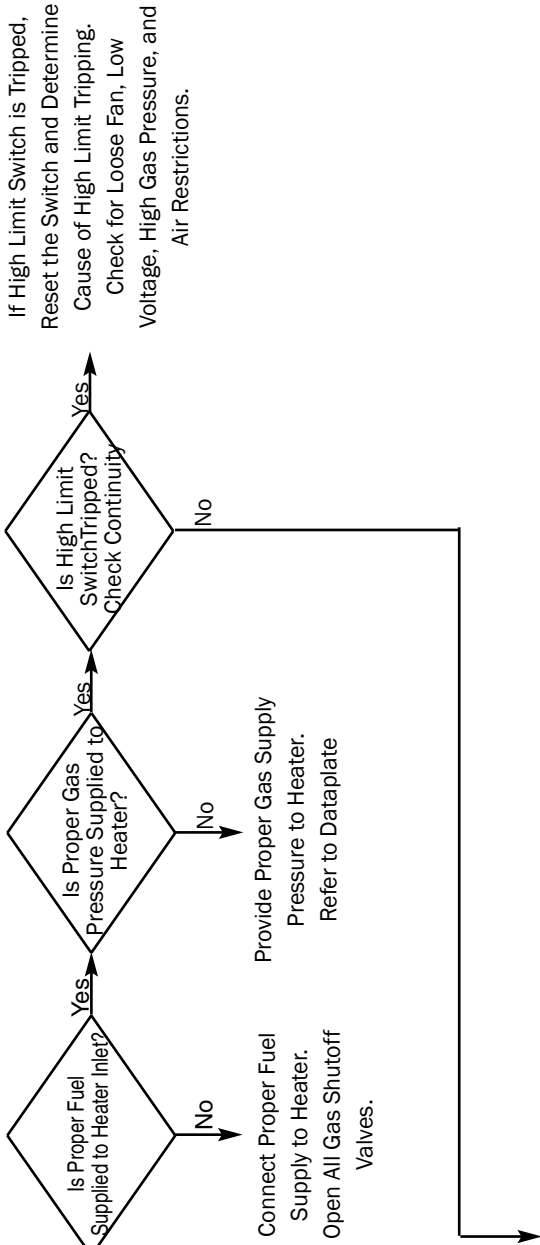 Is Proper Fuel
Supplied to Heater Inlet?
Yes
No
Connect Proper Fuel
Supply to Heater.
Open All Gas Shutoff
Valves.
Is Proper Gas
Pressure Supplied to
Heater?
Yes
No
Provide Proper Gas Supply
Pressure to Heater.
Refer to Dataplate
Is High Limit
SwitchTripped?
Check Continuity
Yes
No
If High Limit Switch is Tripped,
Reset the Switch and Determine
Cause of High Limit Tripping.
Check for Loose Fan, Low
Voltage, High Gas Pressure, and
Air Restrictions.